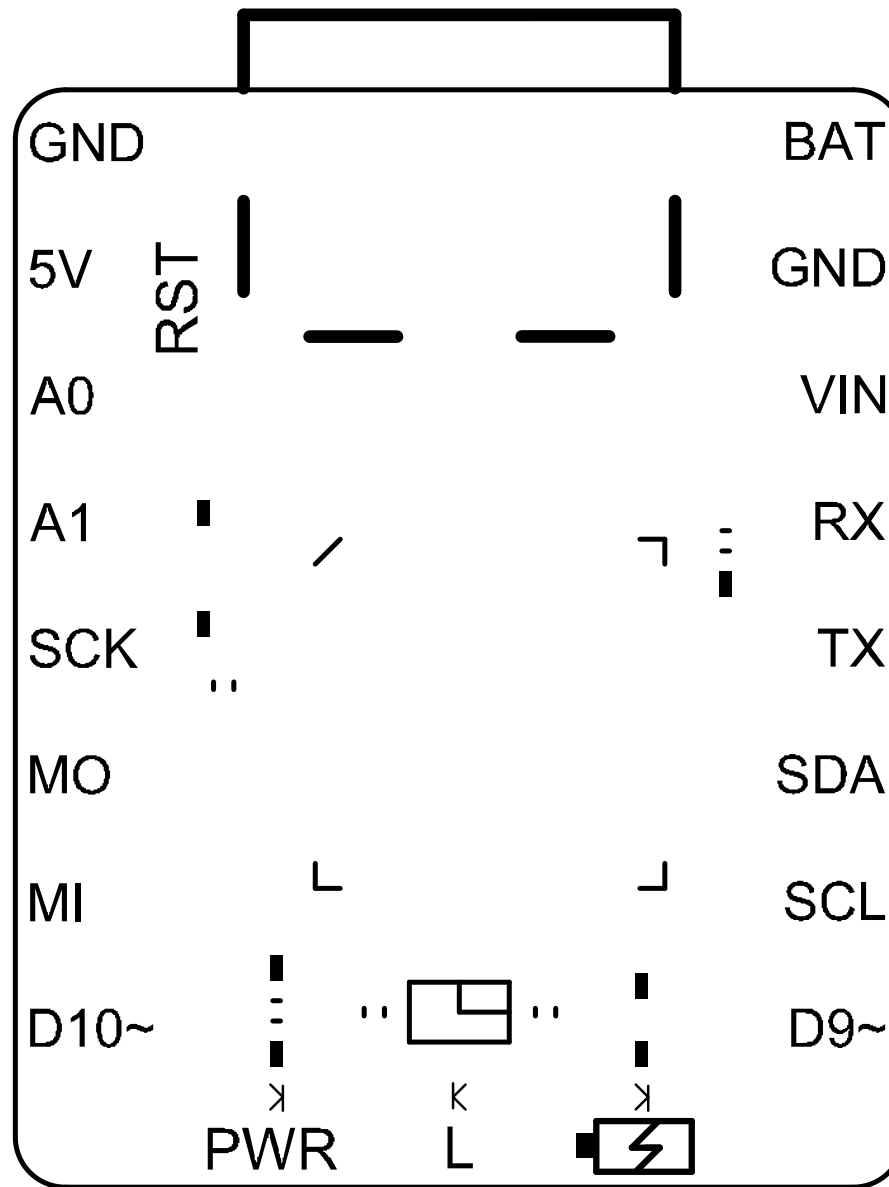 GND BAT
5V RST GND
A0 VIN
A1 RX
SCK TX
MO SDA
MI SCL
D10~ D9~
PWR L